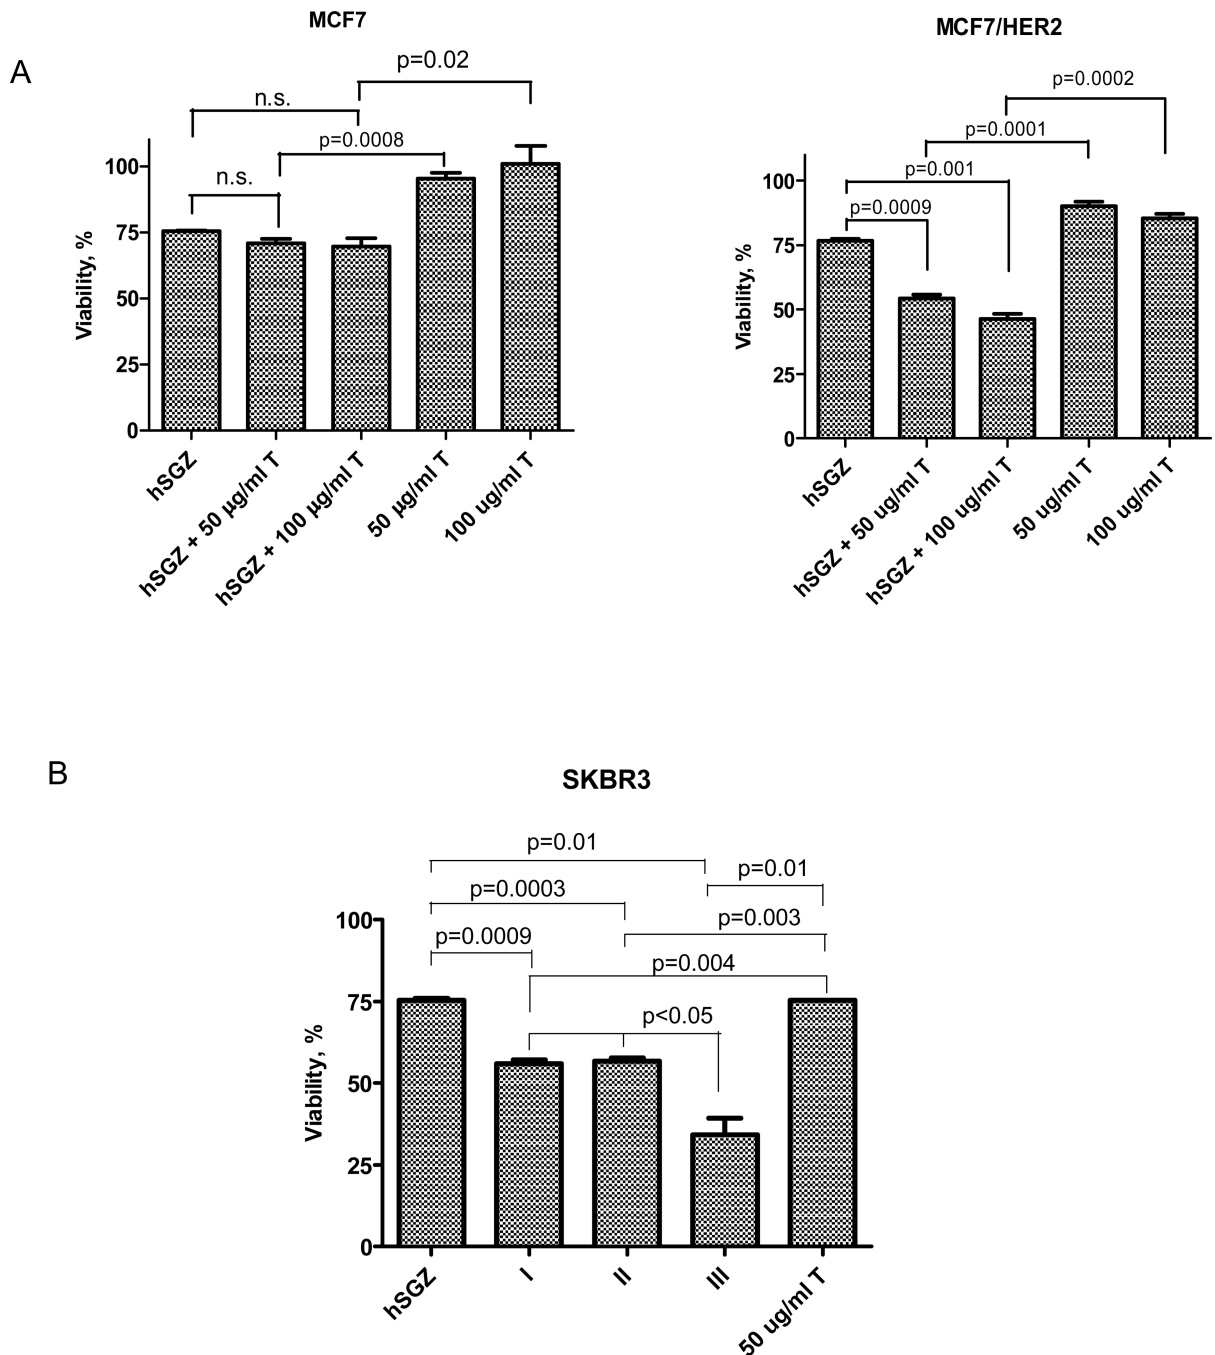 MCF7
MCF7/HER2
A
p=0.02
n.s.
p=0.0008
n.s.
100
75
50
25
0
Viability, %
hSGZ
hSGZ + 50 µg/ml T
hSGZ + 100 µg/ml T
50 µg/ml T
100 ug/ml T
p=0.0002
p=0.0001
p=0.001
p=0.0009
100
75
50
25
0
Viability, %
hSGZ
hSGZ + 50 ug/ml T
hSGZ + 100 ug/ml T
50 ug/ml T
100 ug/ml T
B
SKBR3
p=0.01
p=0.01
p=0.0003
p=0.003
p=0.0009
p=0.004
p<0.05
100
75
50
25
0
Viability, %
hSGZ
I
II
III
50 ug/ml T